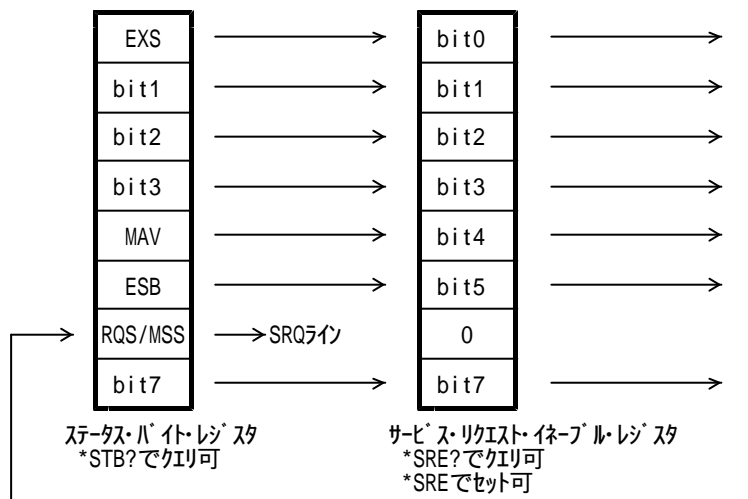 EXS bit0
bit1 bit1
bit2 bit2
bit3 bit3
MAV bit4
ESB bit5
RQS/MSS SRQﾗｲﾝ 0
bit7 bit7
ｽﾃｰﾀｽ･ﾊﾞｲﾄ･ﾚｼﾞｽﾀ ｻｰﾋﾞｽ･ﾘｸｴｽﾄ･ｲﾈｰﾌﾞﾙ･ﾚｼﾞｽﾀ
*STB?でｸｴﾘ可 *SRE?でｸｴﾘ可
*SREでｾｯﾄ可